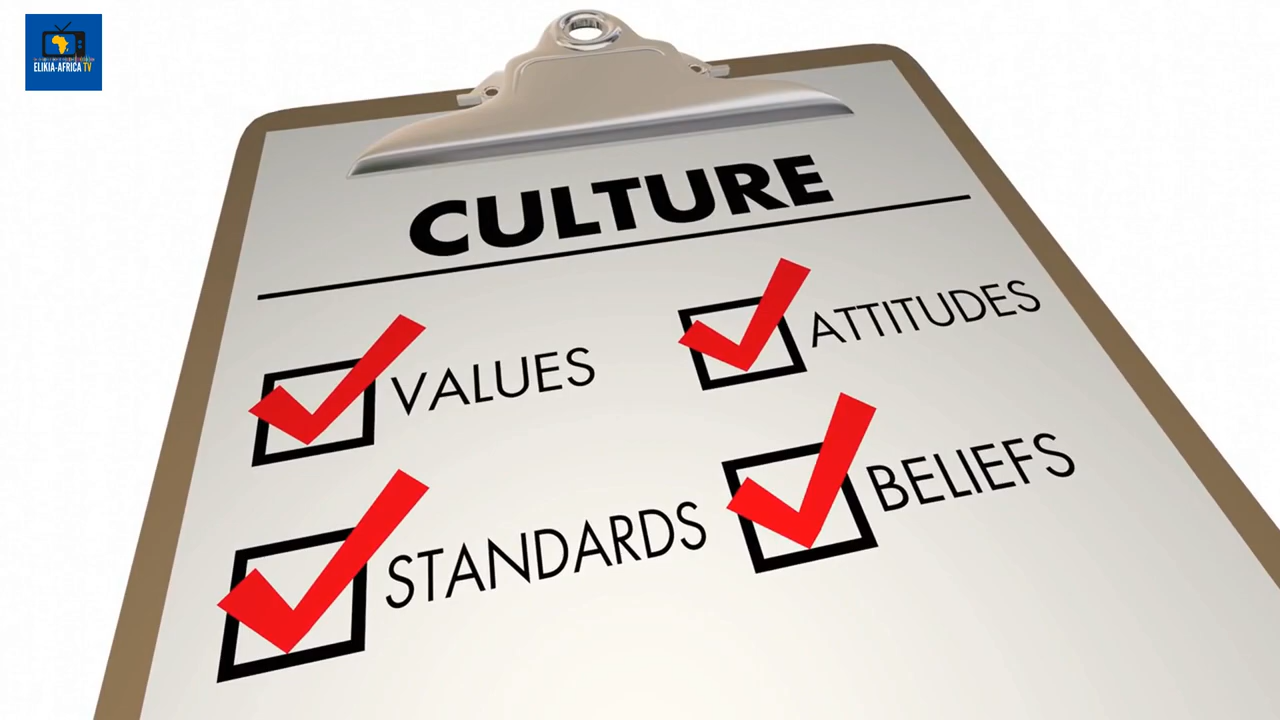 ELIKIA-AFRICA TV
CULTURE
VALUES
ATTITUDES
STANDARDS
BELIEFS